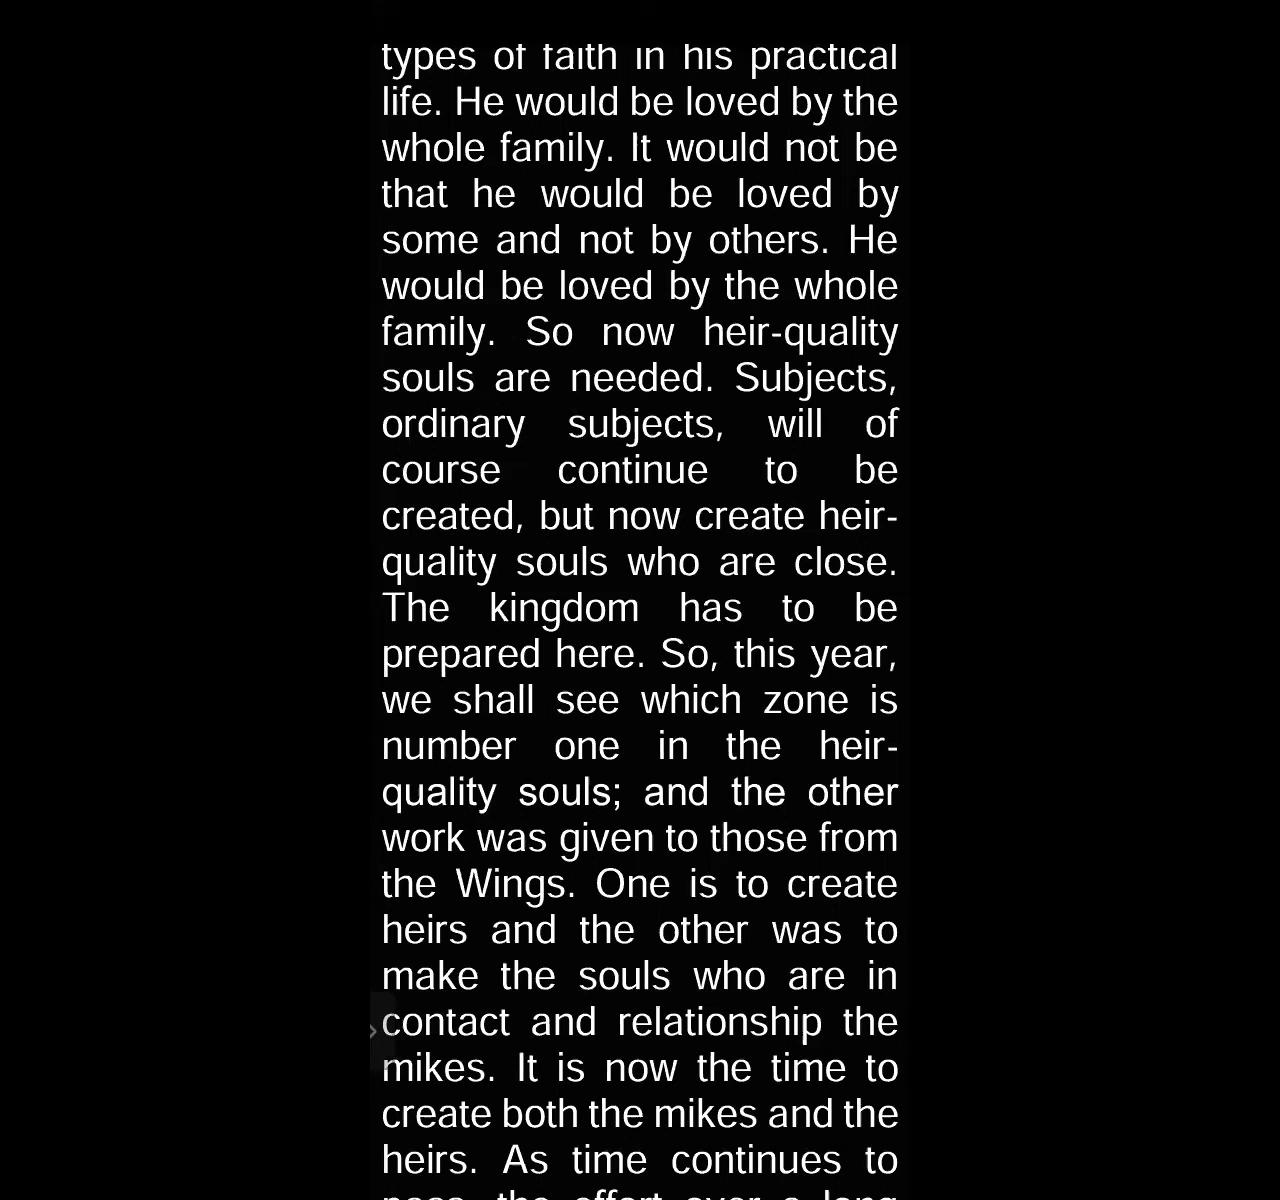 types of faith in his practical
life. He would be loved by the
whole family. It would not be
that he would be loved by
some and not by others. He
would be loved by the whole
family. So now heir-quality
souls are needed. Subjects,
ordinary subjects, will of
course continue to be
created, but now create heir-
quality souls who are close.
The kingdom has to be
prepared here. So, this year,
we shall see which zone is
number one in the heir-
quality souls; and the other
work was given to those from
the Wings. One is to create
heirs and the other was to
make the souls who are in
contact and relationship the
mikes. It is now the time to
create both the mikes and the
heirs. As time continues to
pass, the effort over a long